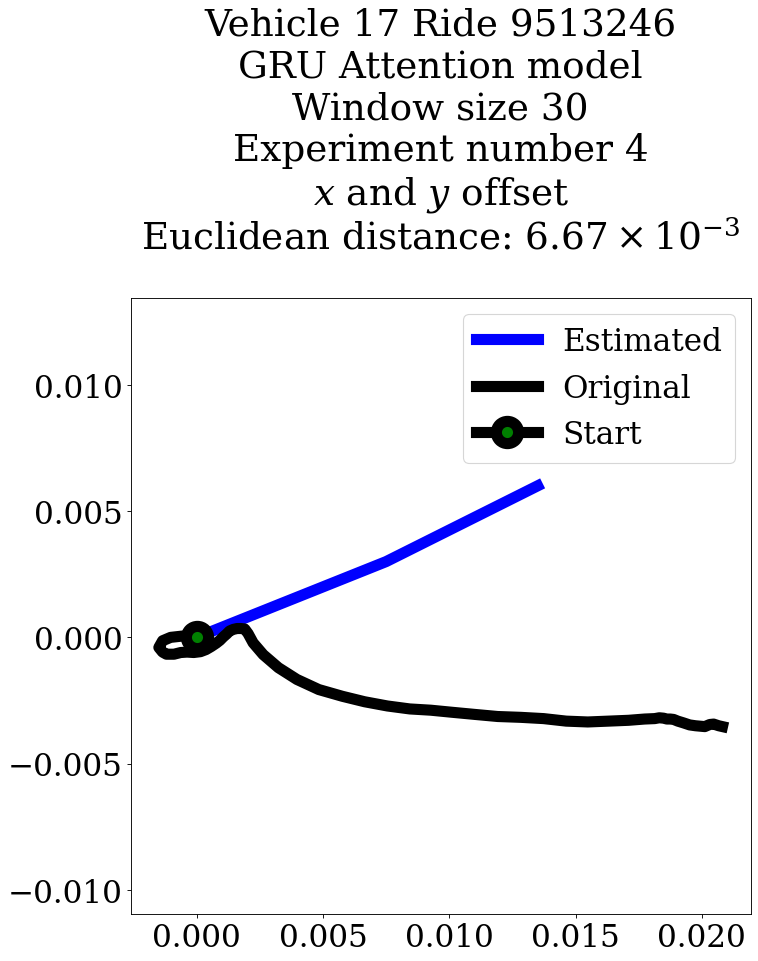 Vehicle 17 Ride 9513246
GRU Attention model
Window size 30
Experiment number 4
x and y offset
Euclidean distance: 6.67 × 10⁻³
Estimated
Original
Start
0.010
0.005
0.000
−0.005
−0.010
0.000 0.005 0.010 0.015 0.020